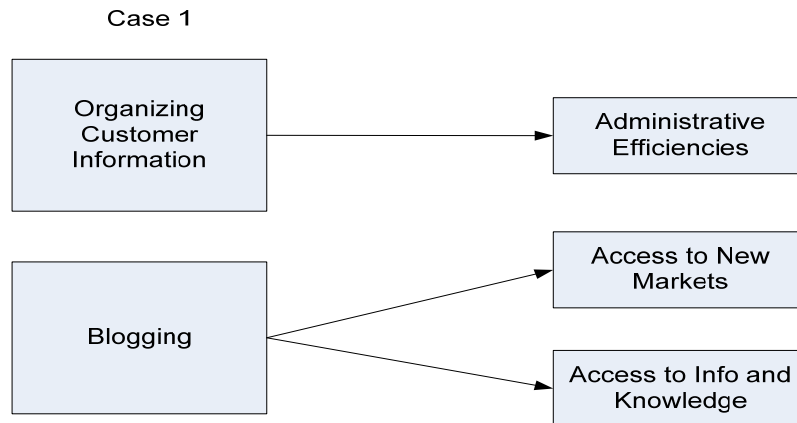 Case 1
Organizing
Customer
Information
Administrative
Efficiencies
Blogging
Access to New
Markets
Access to Info and
Knowledge